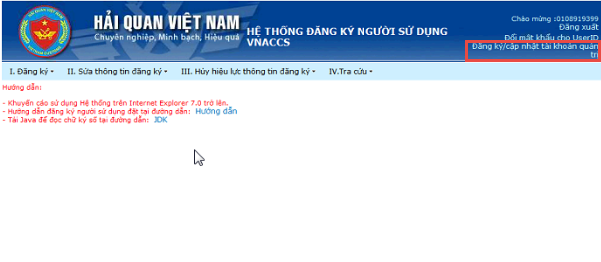 HẢI QUAN VIỆT NAM
Chuyên nghiệp, Minh bạch, Hiệu quả
HỆ THỐNG ĐĂNG KÝ NGƯỜI SỬ DỤNG
VNACCS
Chào mừng :0108919399
Đăng xuất
Đổi mật khẩu cho UserID
Đăng ký/cập nhật tài khoản quản
trị
I. Đăng ký
II. Sửa thông tin đăng ký
III. Hủy hiệu lực thông tin đăng ký
IV.Tra cứu
Hướng dẫn:
- Khuyến cáo sử dụng Hệ thống trên Internet Explorer 7.0 trở lên.
- Hướng dẫn đăng ký người sử dụng đặt tại đường dẫn: Hướng dẫn
- Tải Java để đọc chữ ký số tại đường dẫn: JDK